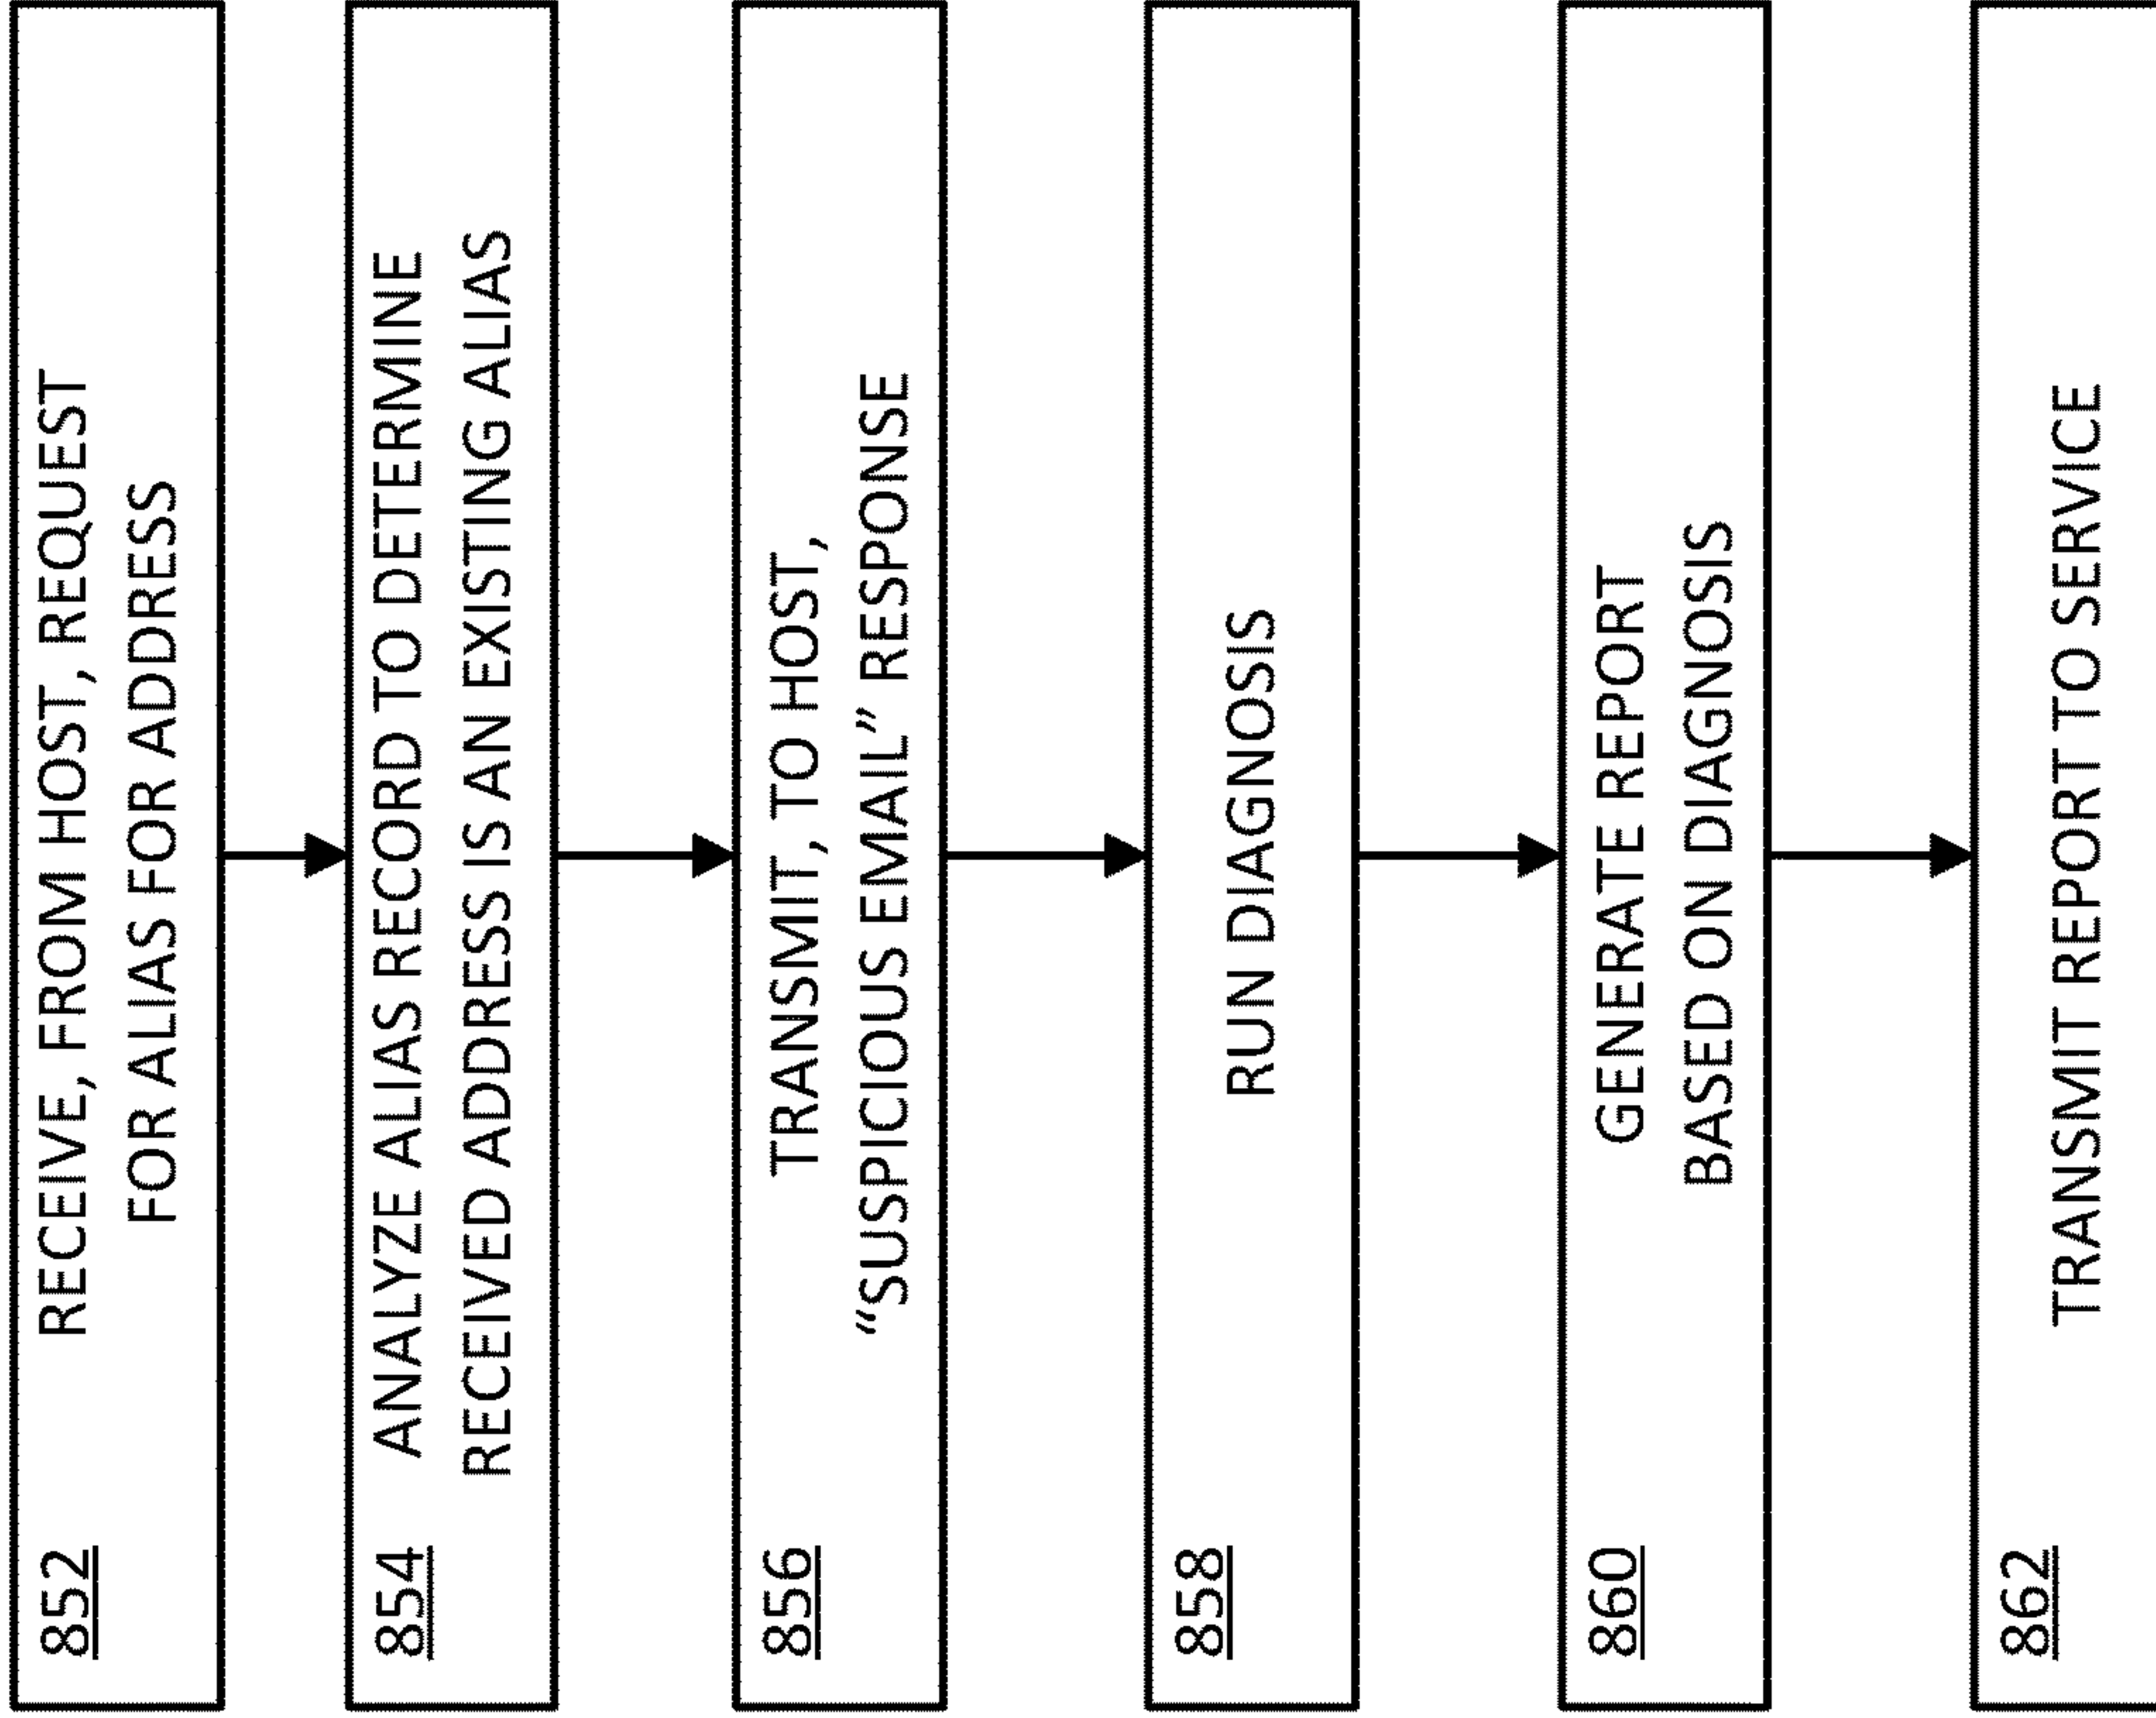 852 RECEIVE, FROM HOST, REQUEST
FOR ALIAS FOR ADDRESS
854 ANALYZE ALIAS RECORD TO DETERMINE
RECEIVED ADDRESS IS AN EXISTING ALIAS
856 TRANSMIT, TO HOST,
“SUSPICIOUS EMAIL” RESPONSE
858
RUN DIAGNOSIS
860 GENERATE REPORT
BASED ON DIAGNOSIS
862
TRANSMIT REPORT TO SERVICE